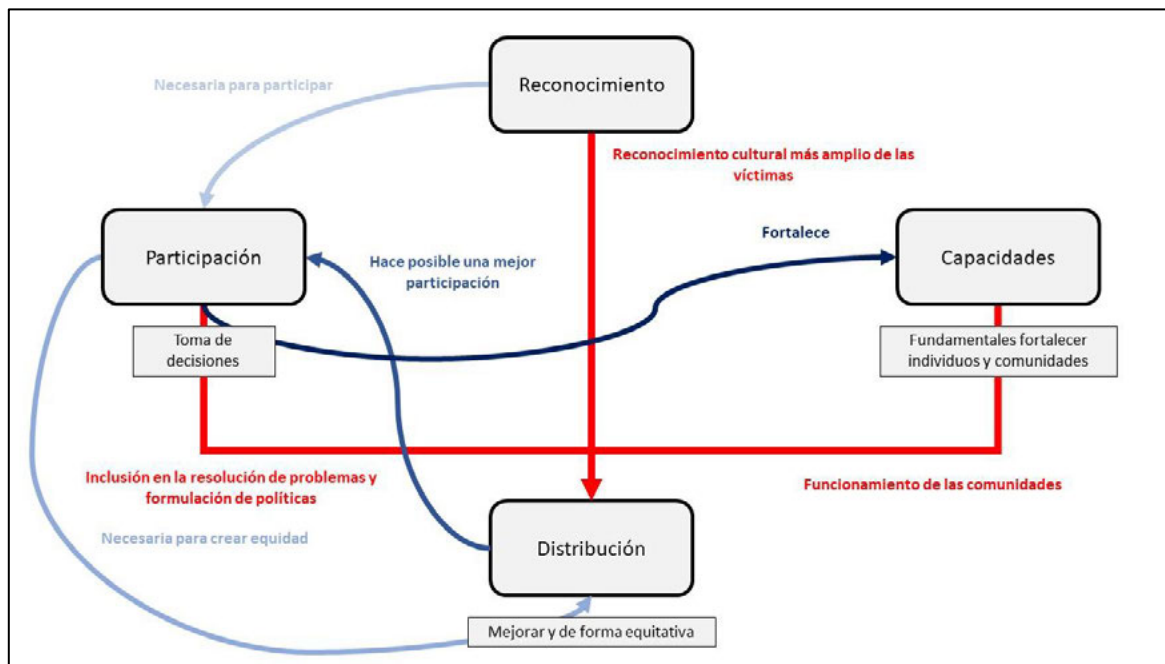 Reconocimiento
Necesaria para participar
Reconocimiento cultural más amplio de las
víctimas
Participación
Hace posible una mejor
participación
Fortalece
Capacidades
Toma de
decisiones
Fundamentales fortalecer
individuos y comunidades
Inclusión en la resolución de problemas y
formulación de políticas
Funcionamiento de las comunidades
Necesaria para crear equidad
Distribución
Mejorar y de forma equitativa